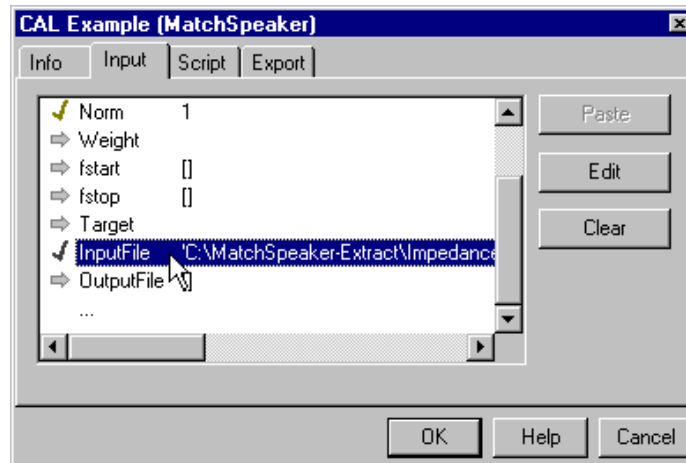 CAL Example (MatchSpeaker)
Info Input Script Export
Norm 1
Weight
fstart []
fstop []
Target
InputFile 'C:\MatchSpeaker-Extract\Impedance
OutputFile []
...
Paste
Edit
Clear
OK Help Cancel